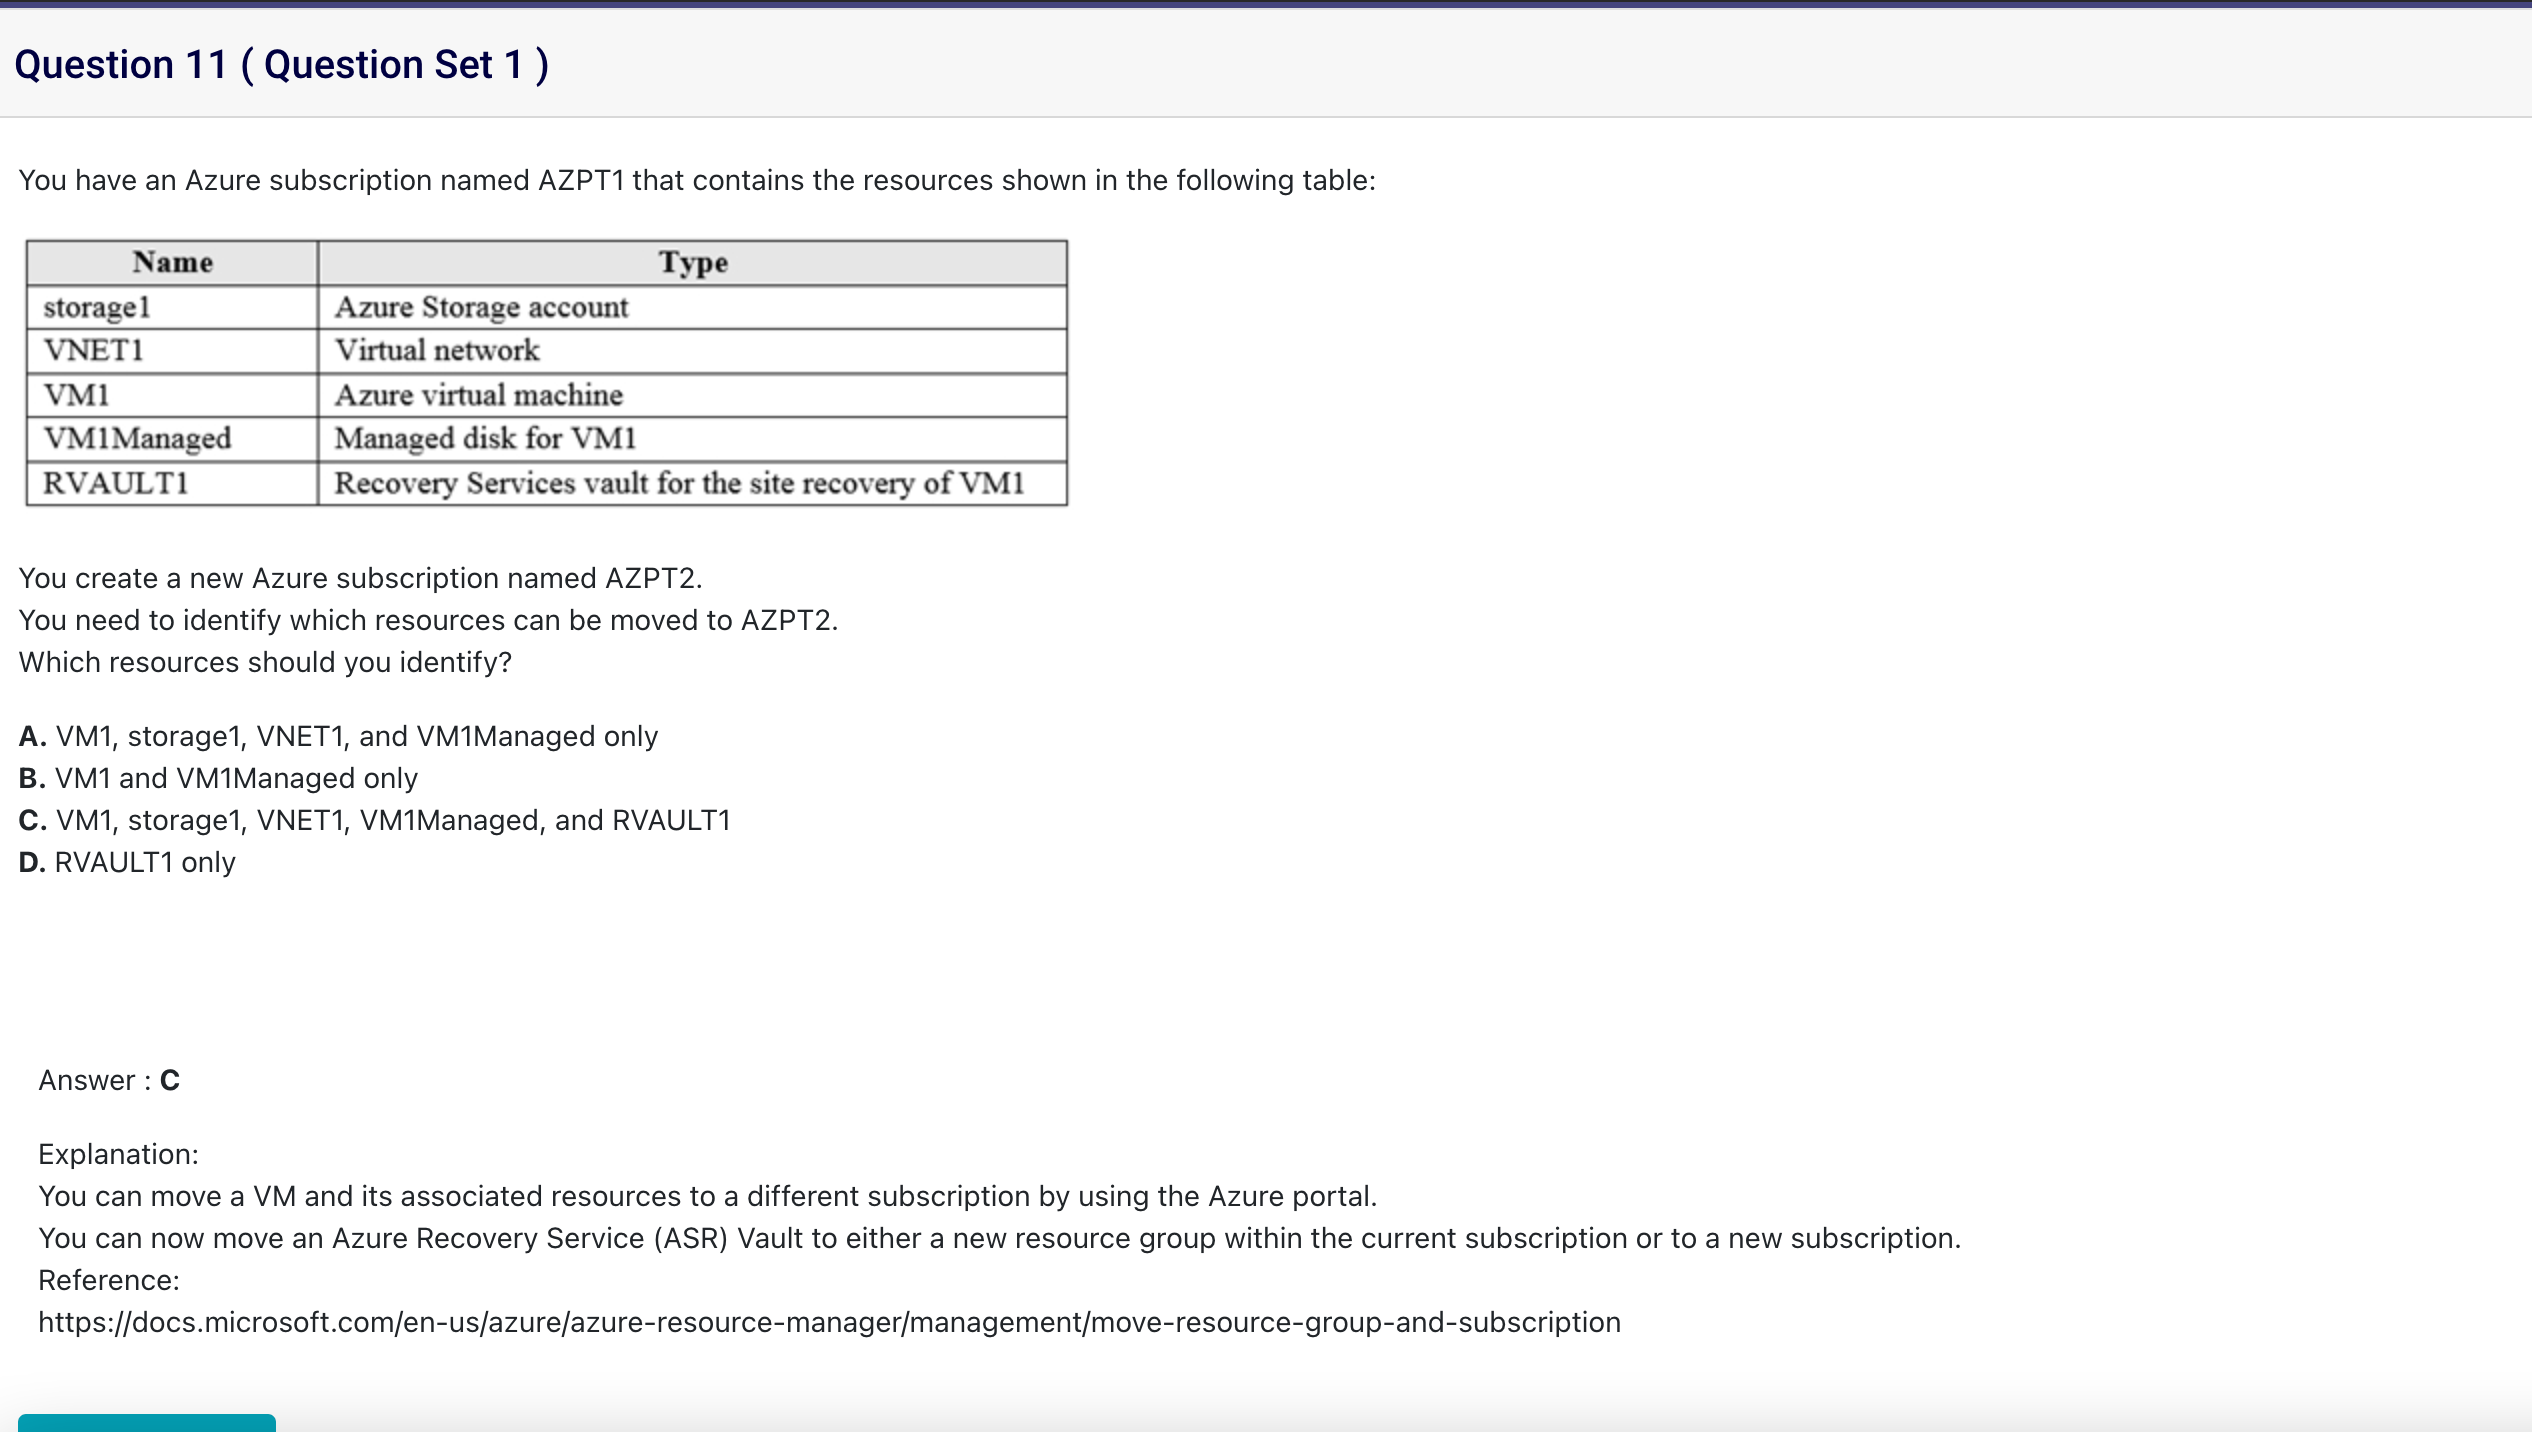 Question 11 ( Question Set 1 )
You have an Azure subscription named AZPT1 that contains the resources shown in the following table:
Name Type
storage1 Azure Storage account
VNET1 Virtual network
VM1 Azure virtual machine
VM1Managed Managed disk for VM1
RVAULT1 Recovery Services vault for the site recovery of VM1
You create a new Azure subscription named AZPT2.
You need to identify which resources can be moved to AZPT2.
Which resources should you identify?
A. VM1, storage1, VNET1, and VM1Managed only
B. VM1 and VM1Managed only
C. VM1, storage1, VNET1, VM1Managed, and RVAULT1
D. RVAULT1 only
Answer : C
Explanation:
You can move a VM and its associated resources to a different subscription by using the Azure portal.
You can now move an Azure Recovery Service (ASR) Vault to either a new resource group within the current subscription or to a new subscription.
Reference:
https://docs.microsoft.com/en-us/azure/azure-resource-manager/management/move-resource-group-and-subscription